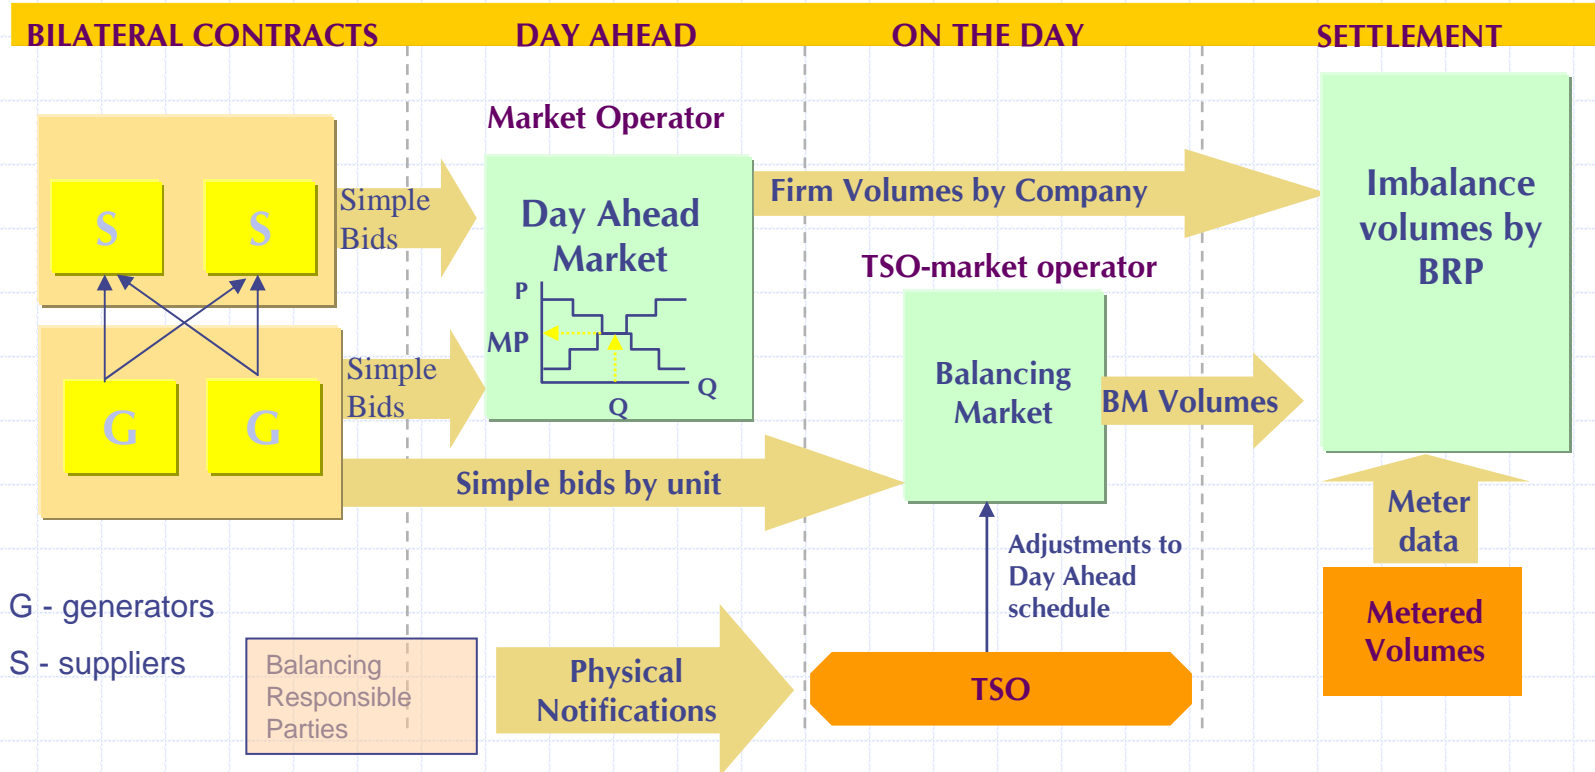 BILATERAL CONTRACTS
DAY AHEAD
ON THE DAY
SETTLEMENT
Market Operator
S
S
Simple
Bids
Day Ahead
Market
P
MP
Q
Q
Firm Volumes by Company
Imbalance
volumes by
BRP
TSO-market operator
G
G
Simple
Bids
Balancing
Market
BM Volumes
Simple bids by unit
Meter
data
Adjustments to
Day Ahead
schedule
G - generators
S - suppliers
Balancing
Responsible
Parties
Physical
Notifications
TSO
Metered
Volumes